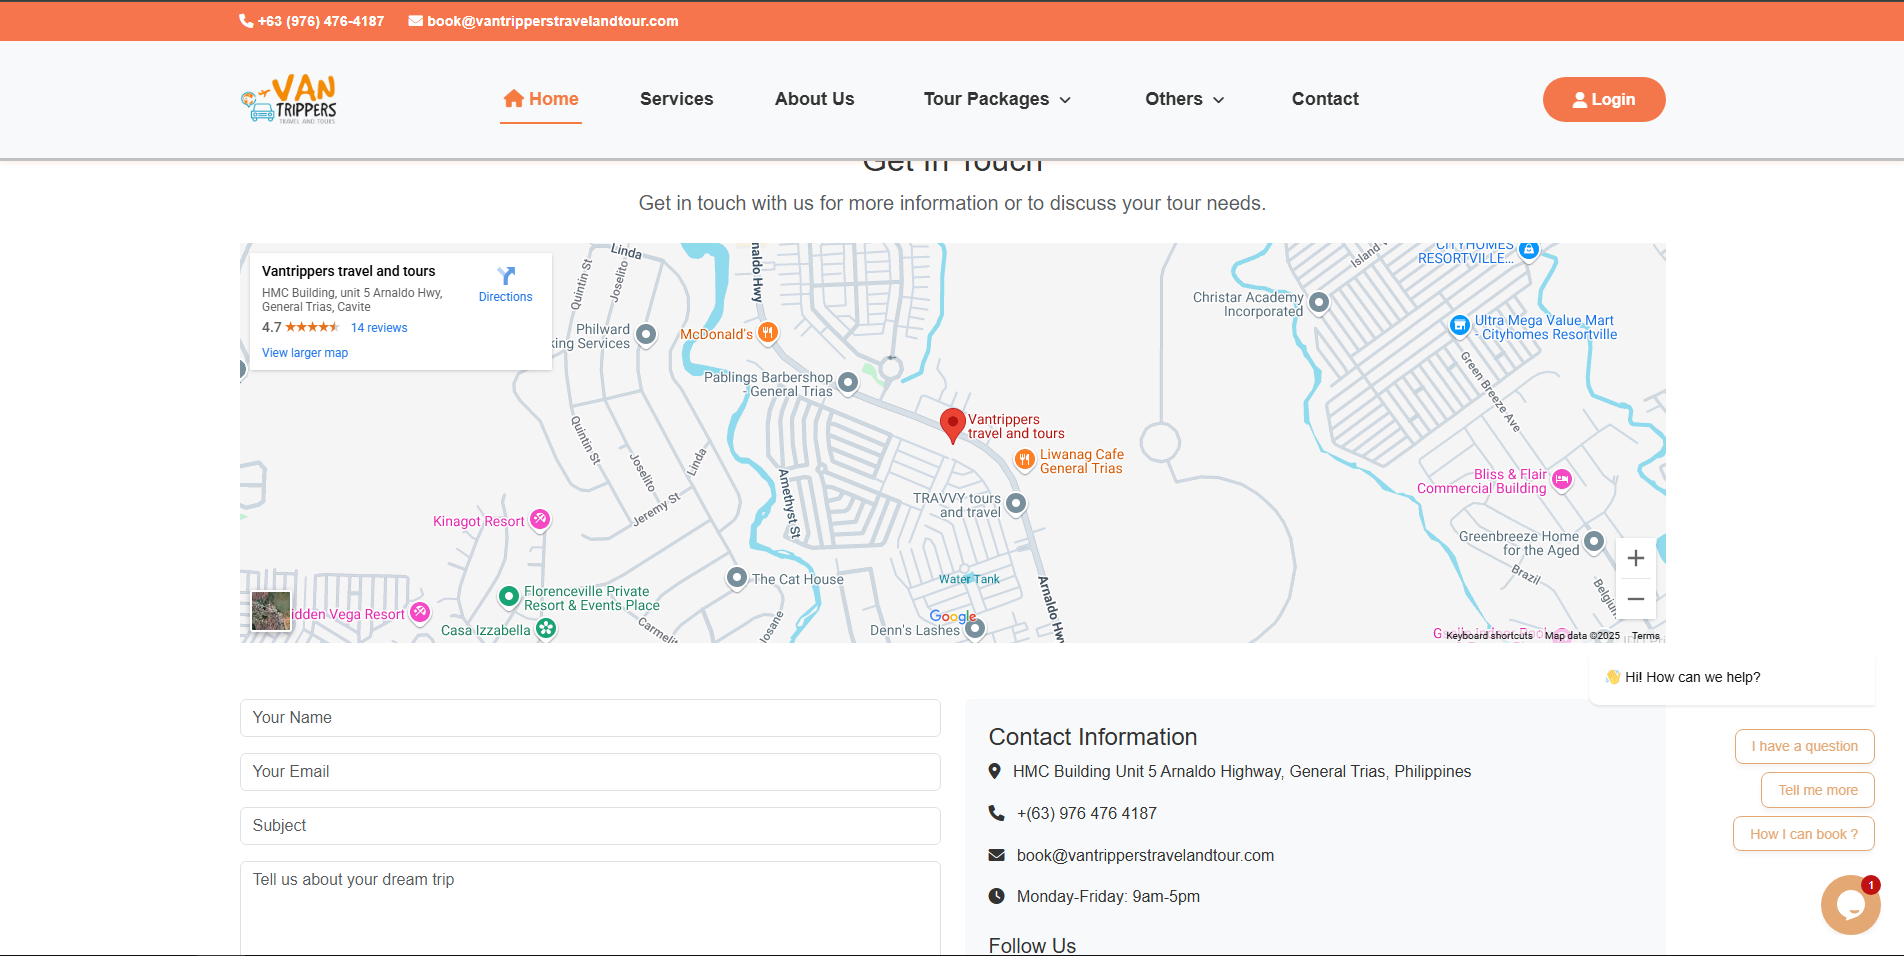 +63 (976) 476-4187
book@vantripperstravelandtour.com
VAN
TRIPPERS
TRAVEL AND TOURS
Home
Services
About Us
Tour Packages
Others
Contact
Login
Get In Touch
Get in touch with us for more information or to discuss your tour needs.
Vantrippers travel and tours
HMC Building, unit 5 Arnaldo Hwy,
General Trias, Cavite
4.7
14 reviews
View larger map
Directions
Linda
Quintin St
Joselito
Philward
king Services
McDonald's
naldo Hwy
Pablings Barbershop
- General Trias
Vantrippers
travel and tours
Liwanag Cafe
General Trias
TRAVVY tours
and travel
Christar Academy
Incorporated
Island
CITYHOMES
RESORTVILLE...
Ultra Mega Value Mart
- Cityhomes Resortville
Green Breeze Ave
Bliss & Flair
Commercial Building
Greenbreeze Home
for the Aged
Brazil
Belgium
Quintin St
Joselito
Linda
Jeremy St
Amethyst St
Kinagot Resort
The Cat House
Florenceville Private
Resort & Events Place
idden Vega Resort
Casa Izzabella
Carmelit
Josane
Water Tank
Arnaldo Hw
Google
Denn's Lashes
Keyboard shortcuts
Map data ©2025
Terms
Your Name
Your Email
Subject
Tell us about your dream trip
Contact Information
HMC Building Unit 5 Arnaldo Highway, General Trias, Philippines
+(63) 976 476 4187
book@vantripperstravelandtour.com
Monday-Friday: 9am-5pm
Follow Us
👋 Hi! How can we help?
I have a question
Tell me more
How I can book ?
1